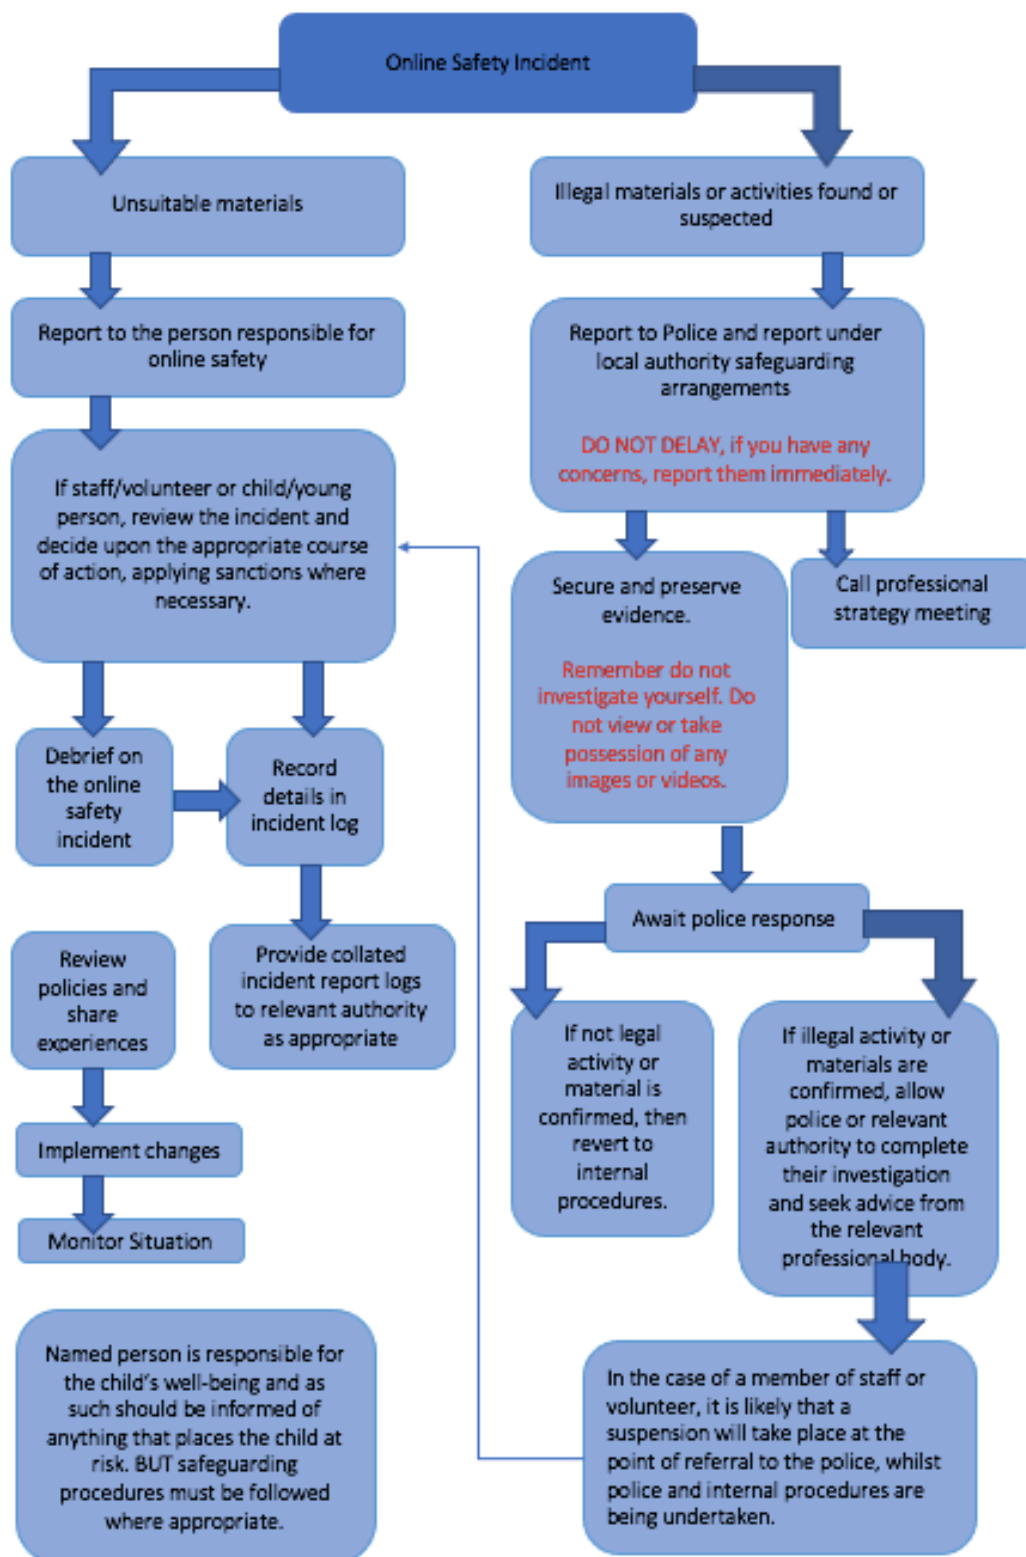 Online Safety Incident
Unsuitable materials
Report to the person responsible for
online safety
If staff/volunteer or child/young
person, review the incident and
decide upon the appropriate course
of action, applying sanctions where
necessary.
Debrief on
the online
safety
incident
Record
details in
incident log
Review
policies and
share
experiences
Provide collated
incident report logs
to relevant authority
as appropriate
Implement changes
Monitor Situation
Named person is responsible for
the child's well-being and as
such should be informed of
anything that places the child at
risk. BUT safeguarding
procedures must be followed
where appropriate.
Illegal materials or activities found or
suspected
Report to Police and report under
local authority safeguarding
arrangements
DO NOT DELAY, if you have any
concerns, report them immediately.
Secure and preserve
evidence.
Remember do not
investigate yourself. Do
not view or take
possession of any
images or videos.
Call professional
strategy meeting
Await police response
If not legal
activity or
material is
confirmed, then
revert to
internal
procedures.
If illegal activity or
materials are
confirmed, allow
police or relevant
authority to complete
their investigation
and seek advice from
the relevant
professional body.
In the case of a member of staff or
volunteer, it is likely that a
suspension will take place at the
point of referral to the police, whilst
police and internal procedures are
being undertaken.